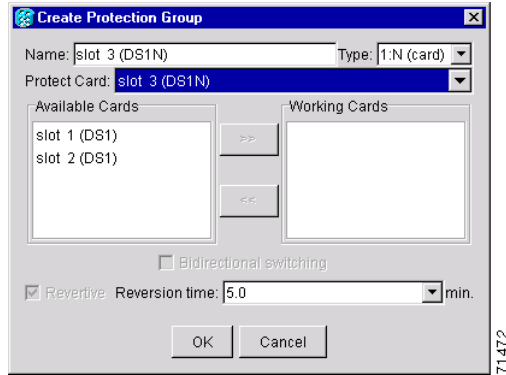 Create Protection Group
Name: slot 3 (DS1N) Type: 1:N (card)
Protect Card: slot 3 (DS1N)
Available Cards Working Cards
slot 1 (DS1)
slot 2 (DS1)
>>
<<
Bidirectional switching
Revertive Reversion time: 5.0 min.
OK Cancel
71472